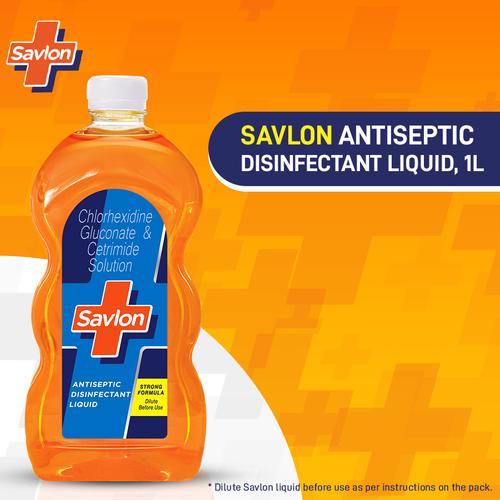 Savlon
SAVLON ANTISEPTIC
DISINFECTANT LIQUID, 1L
Chlorhexidine
Gluconate &
Cetrimide
Solution
Savlon
ANTISEPTIC
DISINFECTANT
LIQUID
STRONG
FORMULA
Dilute
Before Use
* Dilute Savlon liquid before use as per instructions on the pack.